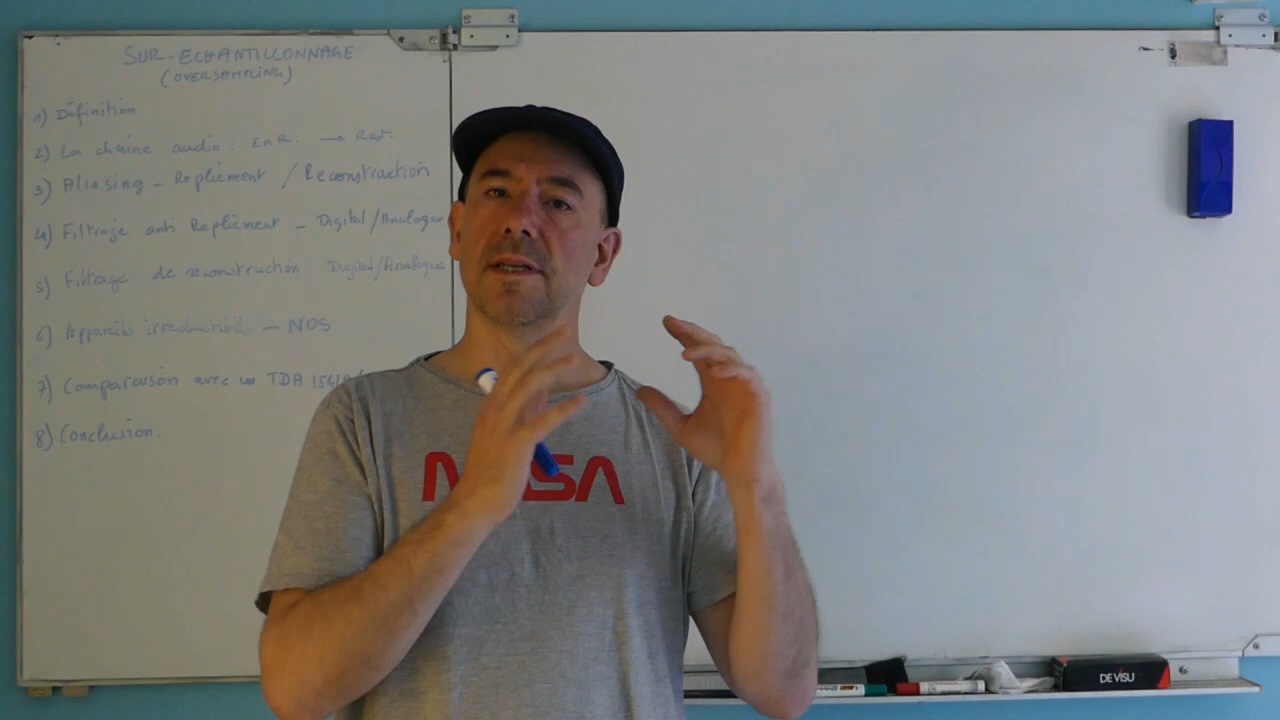 SUR-ECHANTILLONNAGE
(OVERSAMPLING)
1) Définition
2) La chaine audio : EnR. → Rest.
3) Aliasing - Repliement / Reconstruction
4) Filtrage anti Repliement - Digital/Analogue
5) Filtrage de reconstruction Digital/Analogue
6) Appareils - NOS
7) Comparaison avec un TDA
8) Conclusion.
NASA
DE VISU